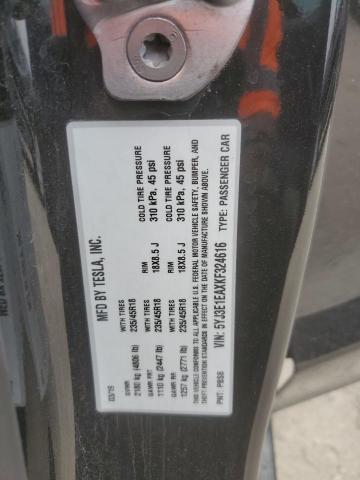 MFD BY TESLA, INC.
03/19
GVWR WITH TIRES RIM COLD TIRE PRESSURE
2180 kg (4806 lb) 235/45R18 18X8.5 J 310 kPa, 45 psi
GAWR FRT WITH TIRES RIM COLD TIRE PRESSURE
1110 kg (2447 lb) 235/45R18 18X8.5 J 310 kPa, 45 psi
GAWR RR
1257 kg (2771 lb) 235/45R18
THIS VEHICLE CONFORMS TO ALL APPLICABLE U.S. FEDERAL MOTOR VEHICLE SAFETY, BUMPER, AND
THEFT PREVENTION STANDARDS IN EFFECT ON THE DATE OF MANUFACTURE SHOWN ABOVE.
VIN: 5YJ3E1EAXKF324616 TYPE: PASSENGER CAR
PNT: PBSB